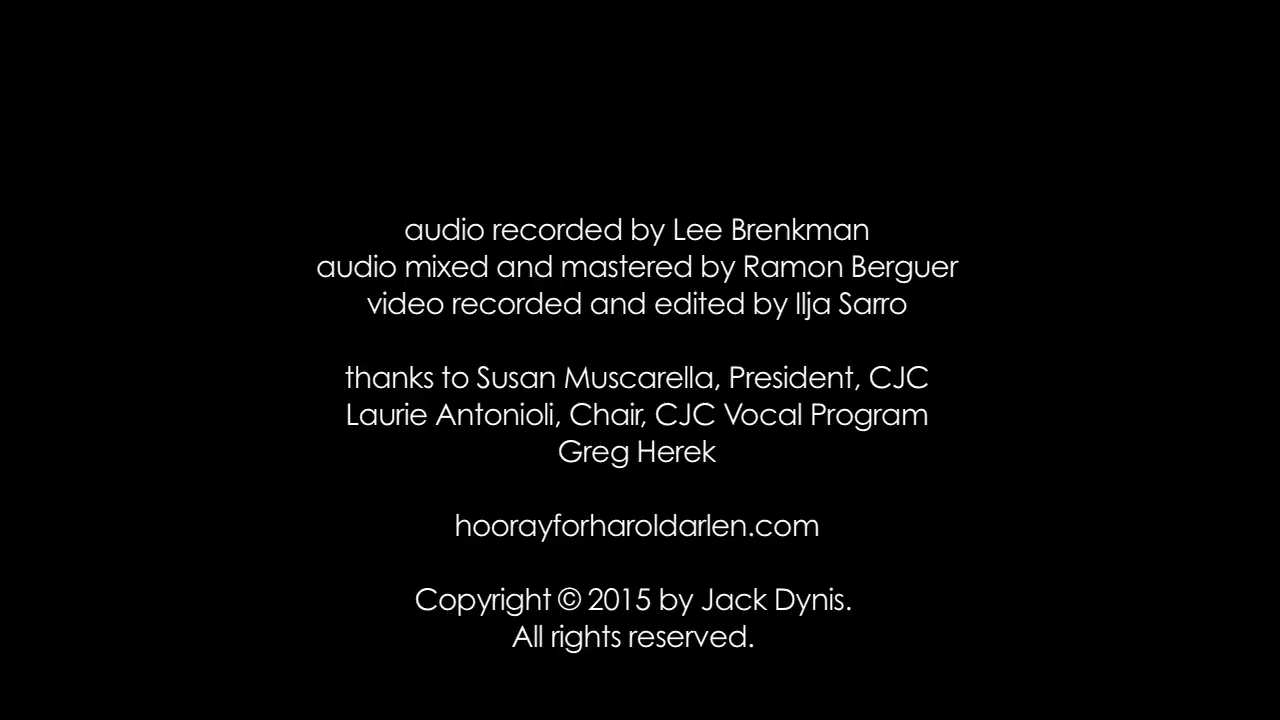 audio recorded by Lee Brenkman
audio mixed and mastered by Ramon Berguer
video recorded and edited by Ilja Sarro
thanks to Susan Muscarella, President, CJC
Laurie Antonioli, Chair, CJC Vocal Program
Greg Herek
hoorayforharoldarlen.com
Copyright © 2015 by Jack Dynis.
All rights reserved.